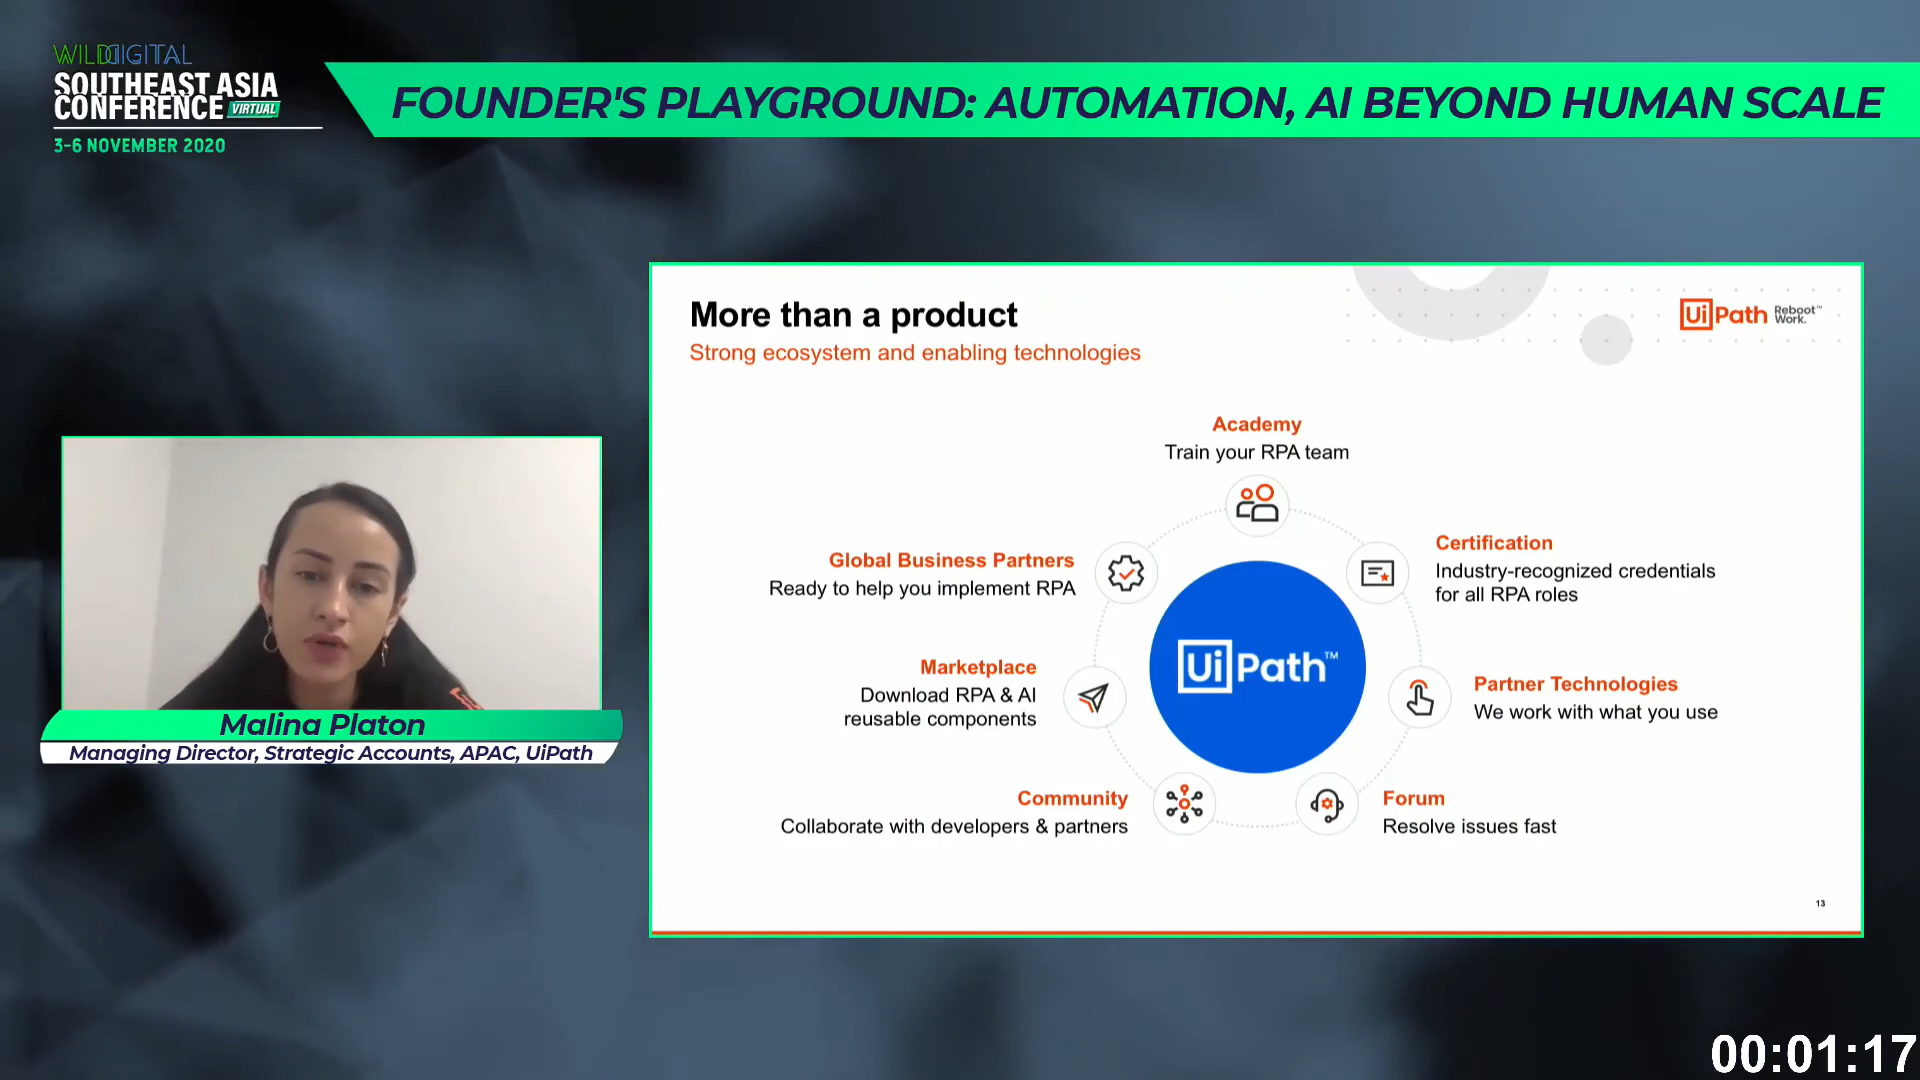 WILDDIGITAL
SOUTHEAST ASIA
CONFERENCE VIRTUAL
3-6 NOVEMBER 2020
FOUNDER'S PLAYGROUND: AUTOMATION, AI BEYOND HUMAN SCALE
Malina Platon
Managing Director, Strategic Accounts, APAC, UiPath
More than a product
Strong ecosystem and enabling technologies
UiPath Reboot Work.™
Academy
Train your RPA team
Global Business Partners
Ready to help you implement RPA
Certification
Industry-recognized credentials
for all RPA roles
Marketplace
Download RPA & AI
reusable components
UiPath™
Partner Technologies
We work with what you use
Community
Collaborate with developers & partners
Forum
Resolve issues fast
13
00:01:17